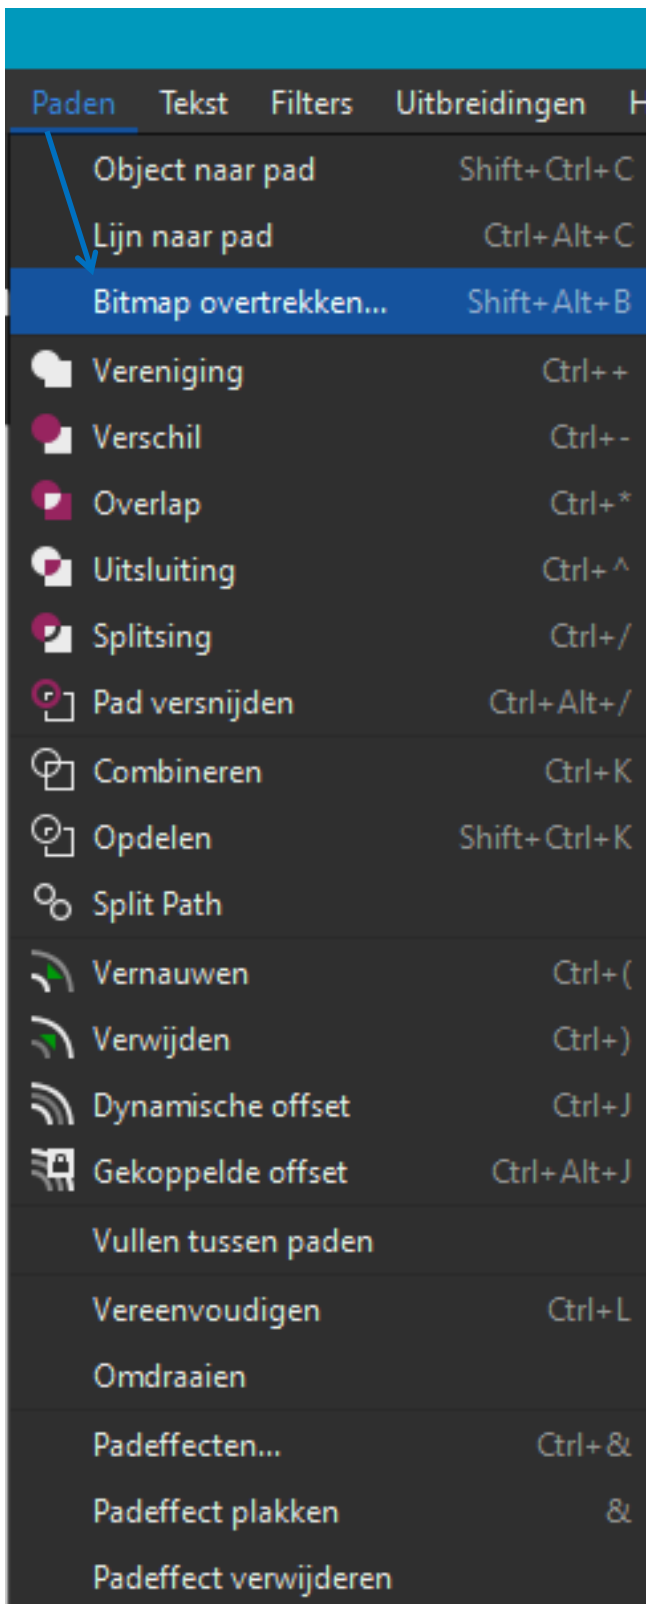 Paden Tekst Filters Uitbreidingen H
Object naar pad Shift+Ctrl+C
Lijn naar pad Ctrl+Alt+C
Bitmap overtrekken... Shift+Alt+B
Vereniging Ctrl++
Verschil Ctrl+-
Overlap Ctrl+*
Uitsluiting Ctrl+^
Splitsing Ctrl+/
Pad versnijden Ctrl+Alt+/
Combineren Ctrl+K
Opdelen Shift+Ctrl+K
Split Path
Vernauwen Ctrl+(
Verwijden Ctrl+)
Dynamische offset Ctrl+J
Gekoppelde offset Ctrl+Alt+J
Vullen tussen paden
Vereenvoudigen Ctrl+L
Omdraaien
Padeffecten... Ctrl+&
Padeffect plakken &
Padeffect verwijderen